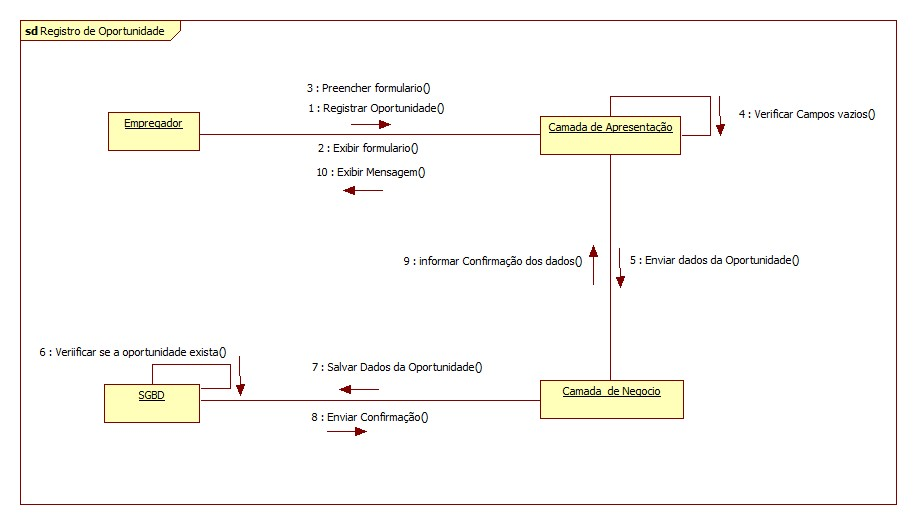 sd Registro de Oportunidade
3 : Preencher formulario()
1 : Registrar Oportunidade()
4 : Verificar Campos vazios()
Empregador
Camada de Apresentação
2 : Exibir formulario()
10 : Exibir Mensagem()
9 : informar Confirmação dos dados()
5 : Enviar dados da Oportunidade()
6 : Veriificar se a oportunidade exista()
7 : Salvar Dados da Oportunidade()
SGBD
Camada de Negocio
8 : Enviar Confirmação()